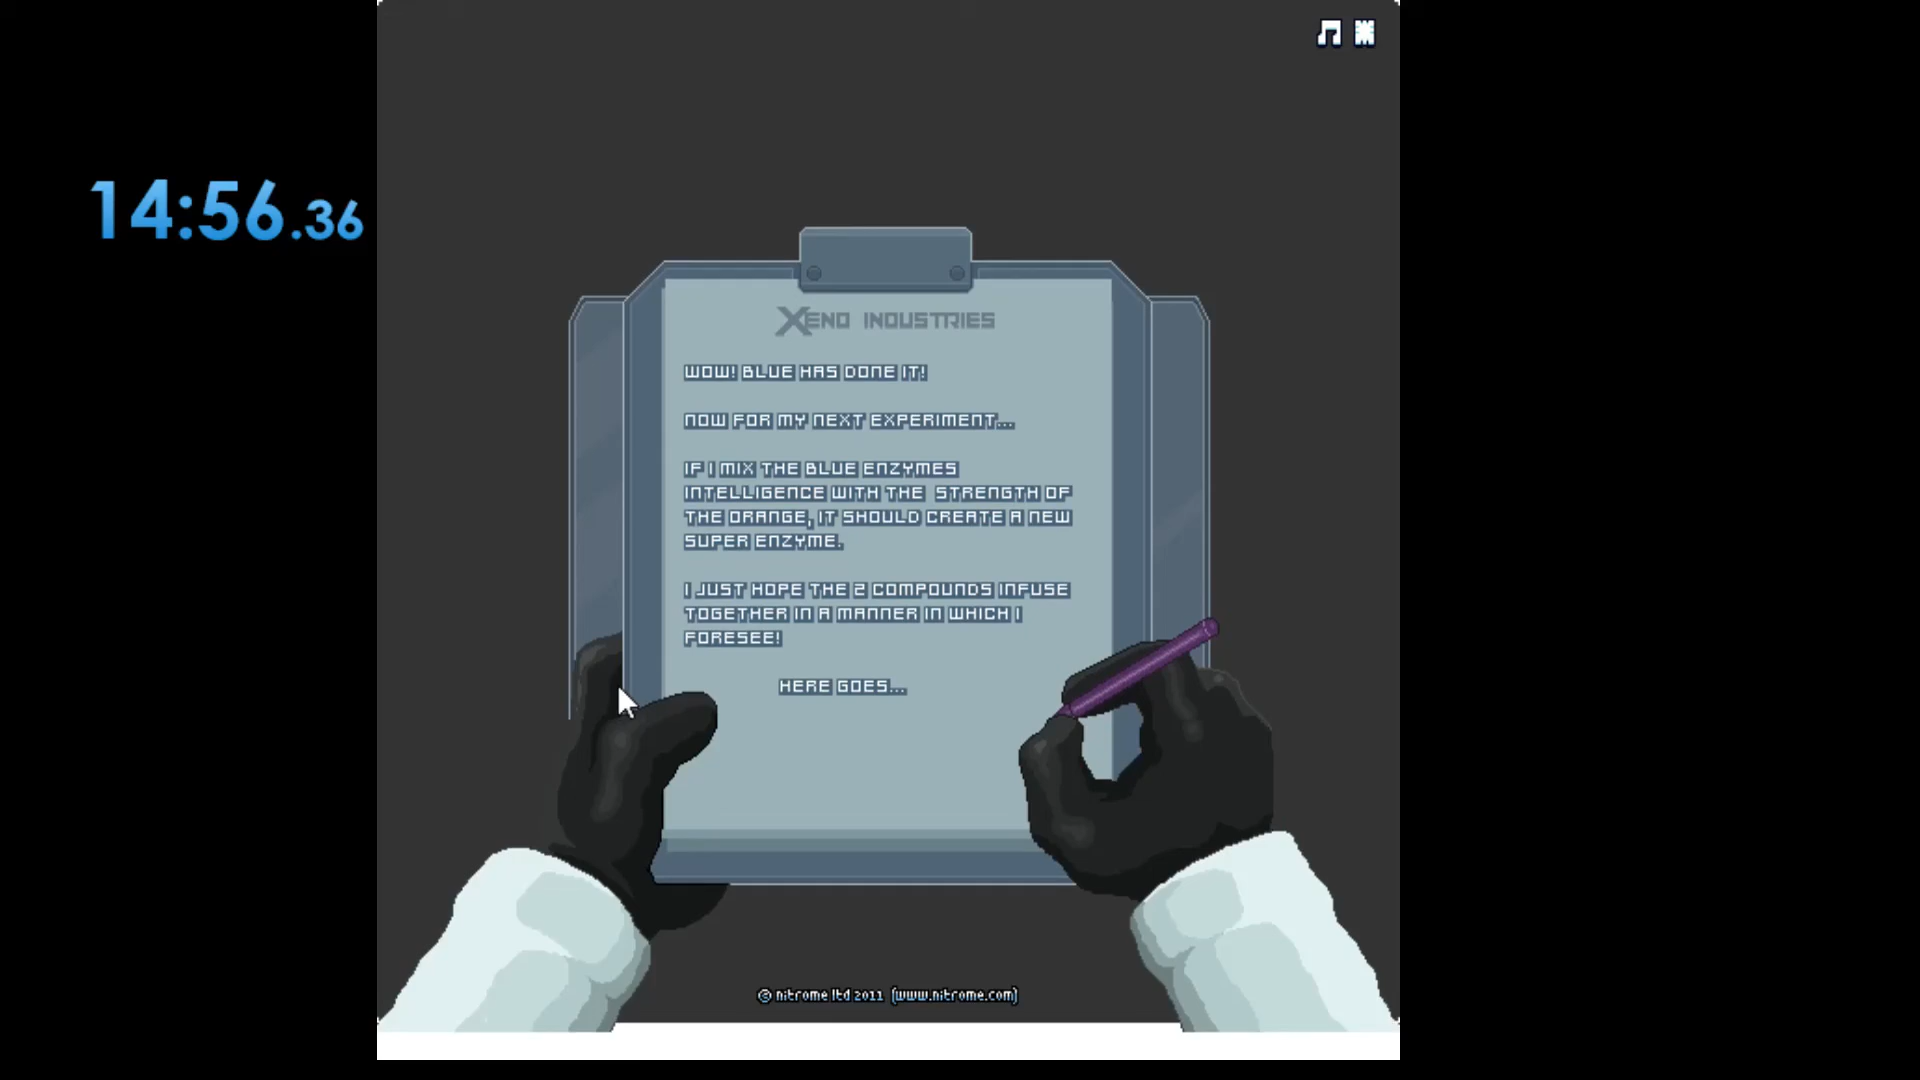 14:56.36
XENO INDUSTRIES
WOW! BLUE HAS DONE IT!
NOW FOR MY NEXT EXPERIMENT...
IF I MIX THE BLUE ENZYMES
INTELLIGENCE WITH THE STRENGTH OF
THE ORANGE, IT SHOULD CREATE A NEW
SUPER ENZYME.
I JUST HOPE THE 2 COMPOUNDS INFUSE
TOGETHER IN A MANNER IN WHICH I
FORESEE!
HERE GOES...
© nitrome ltd 2011 (www.nitrome.com)